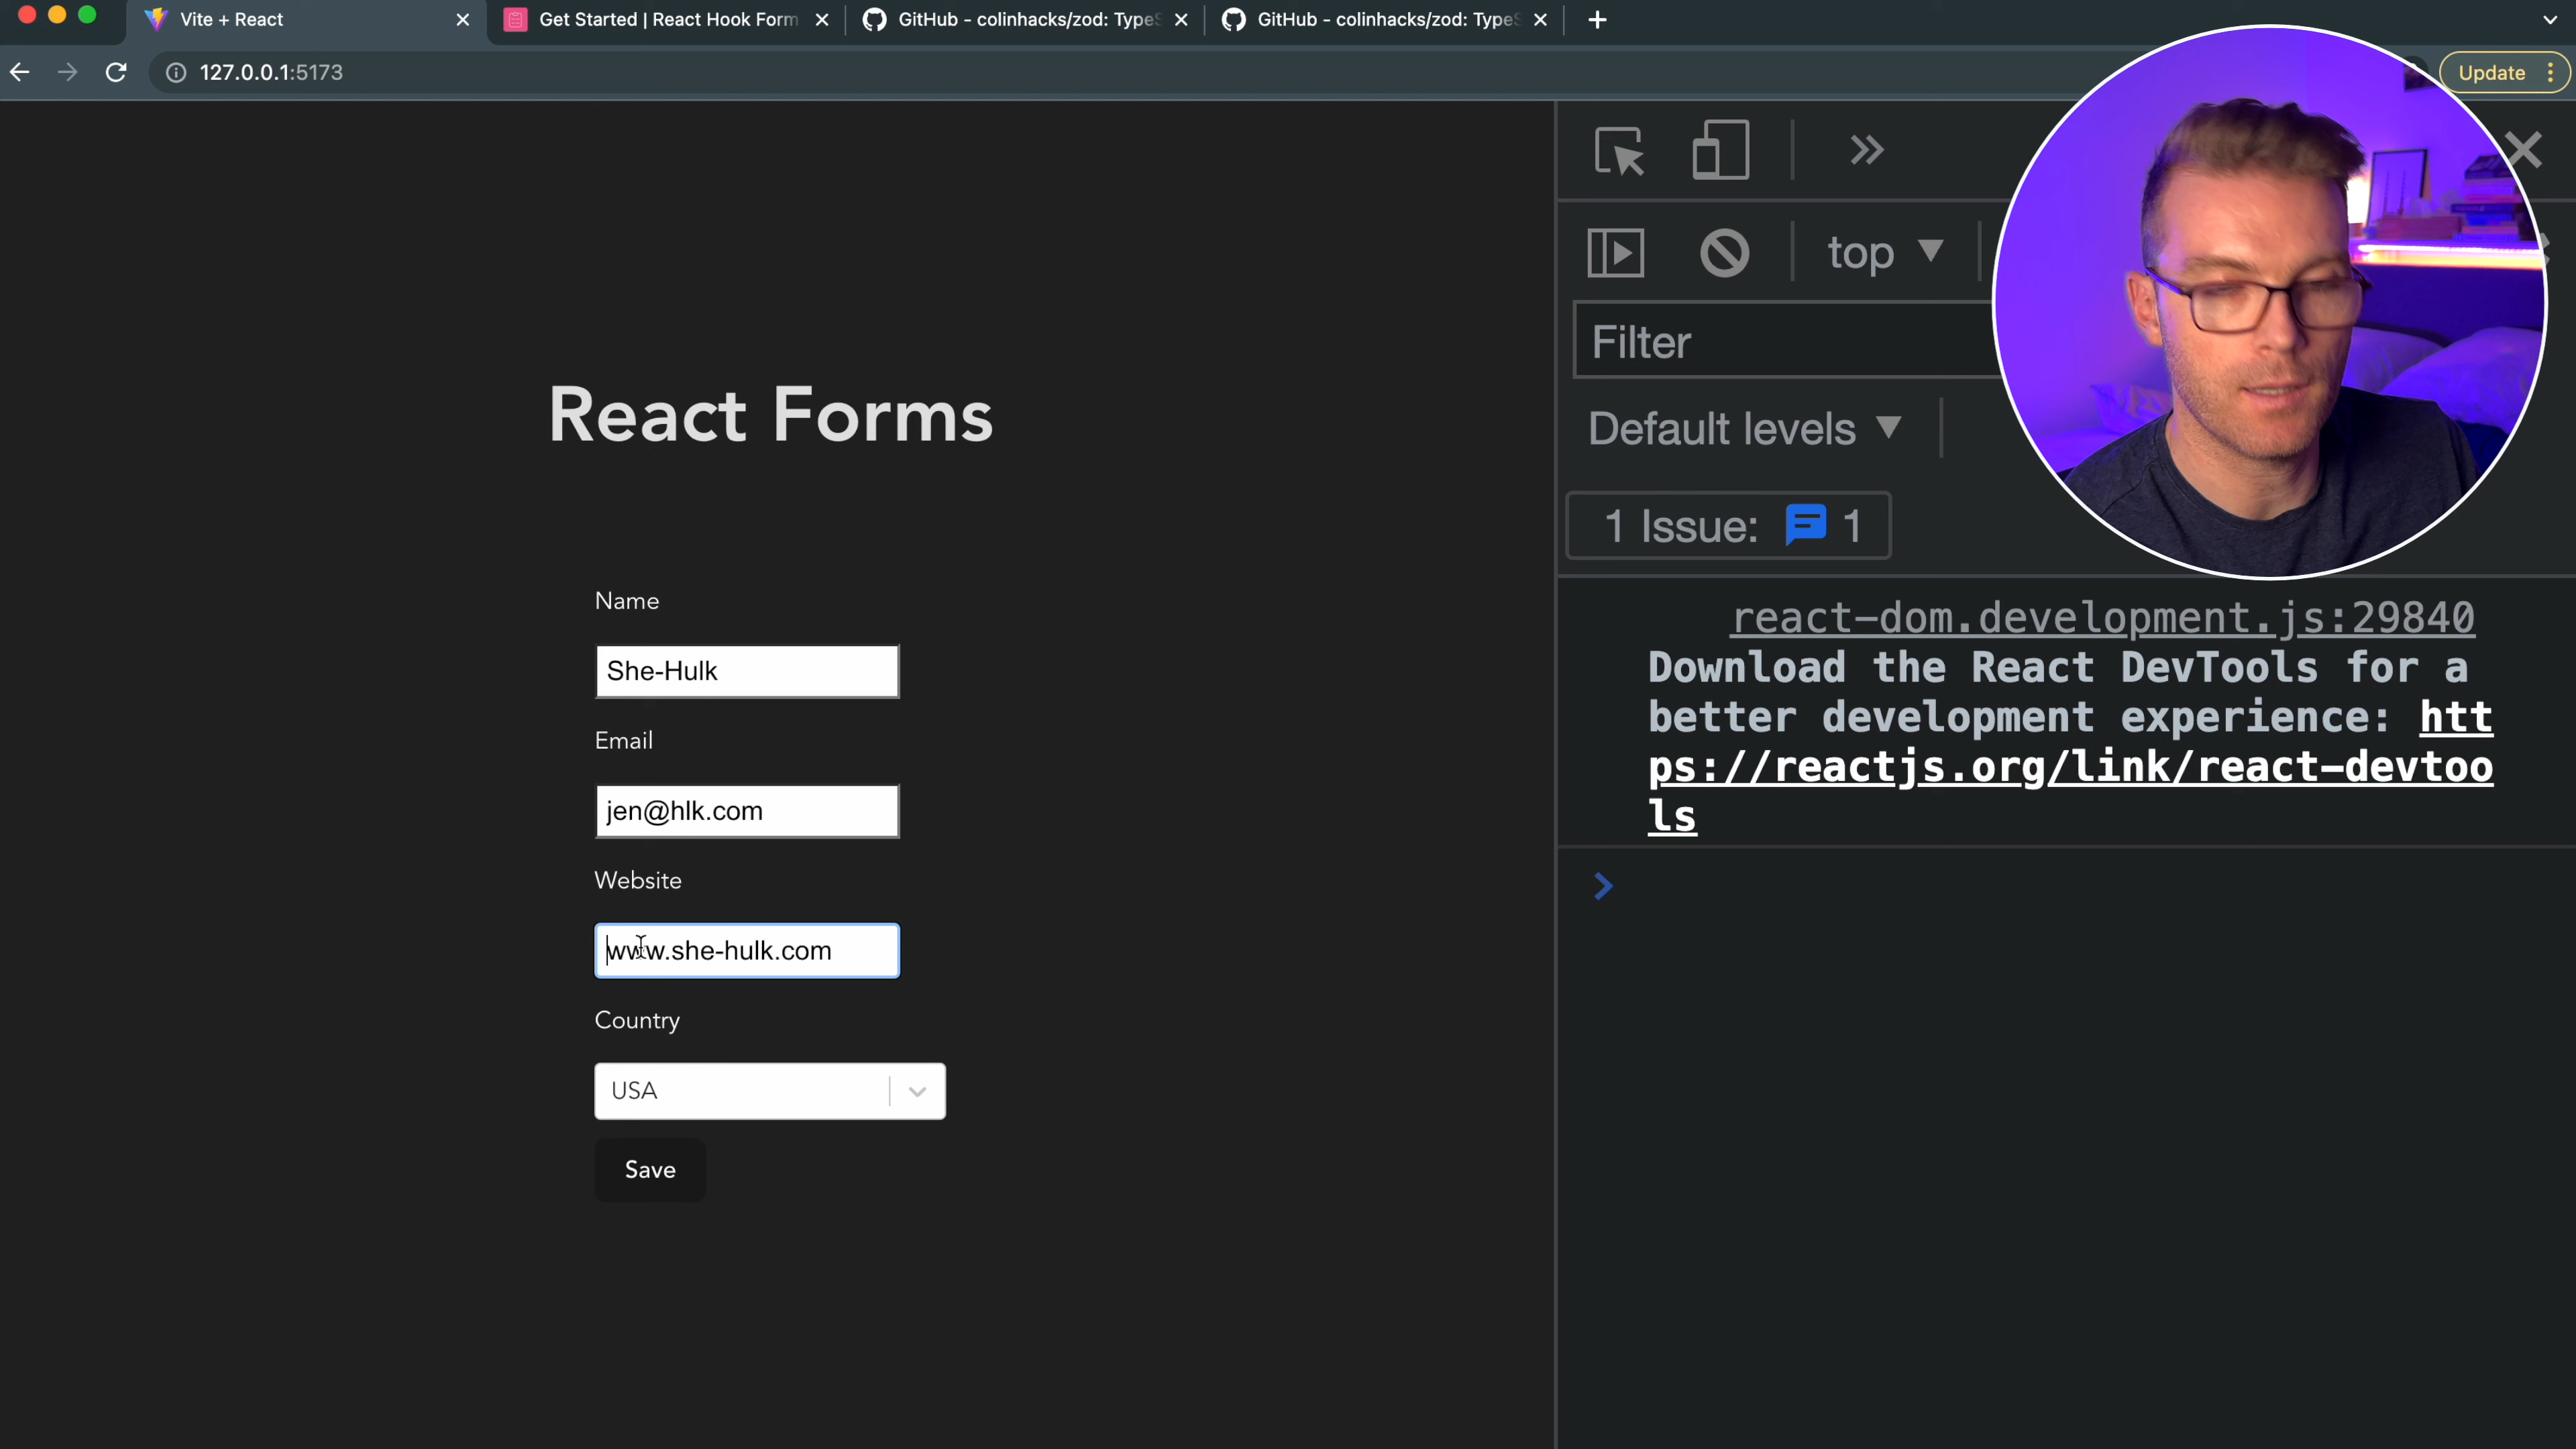 Vite + React
Get Started | React Hook Form
GitHub - colinhacks/zod: Type
GitHub - colinhacks/zod: Type
127.0.0.1:5173
Update
top
Filter
Default levels
1 Issue: 1
react-dom.development.js:29840
Download the React DevTools for a
better development experience: htt
ps://reactjs.org/link/react-devtoo
ls
React Forms
Name
She-Hulk
Email
jen@hlk.com
Website
www.she-hulk.com
Country
USA
Save